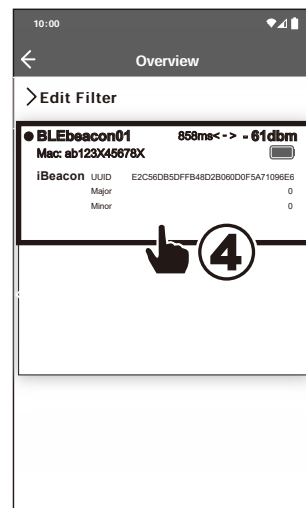 10:00
Overview
Edit Filter
BLEbeacon01 858ms<-> -61dbm
Mac: ab123X45678X
iBeacon UUID E2C56DB5DFFB48D2B060D0F5A71096E6
Major 0
Minor 0
4